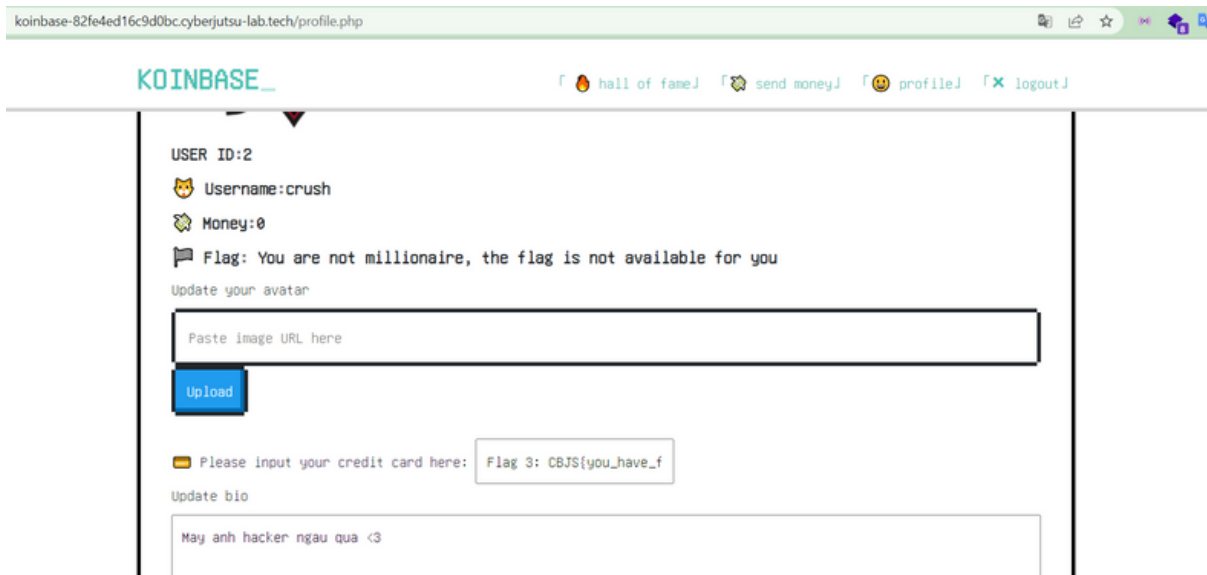 koinbase-82fe4ed16c9d0bc.cyberjutsu-lab.tech/profile.php
KOINBASE_
「🔥 hall of fame」 「💸 send money」 「😀 profile」 「✕ logout」
USER ID:2
🐱 Username:crush
💸 Money:0
🏴 Flag: You are not millionaire, the flag is not available for you
Update your avatar
Paste image URL here
Upload
💳 Please input your credit card here: Flag 3: CBJS{you_have_f
Update bio
May anh hacker ngau qua <3